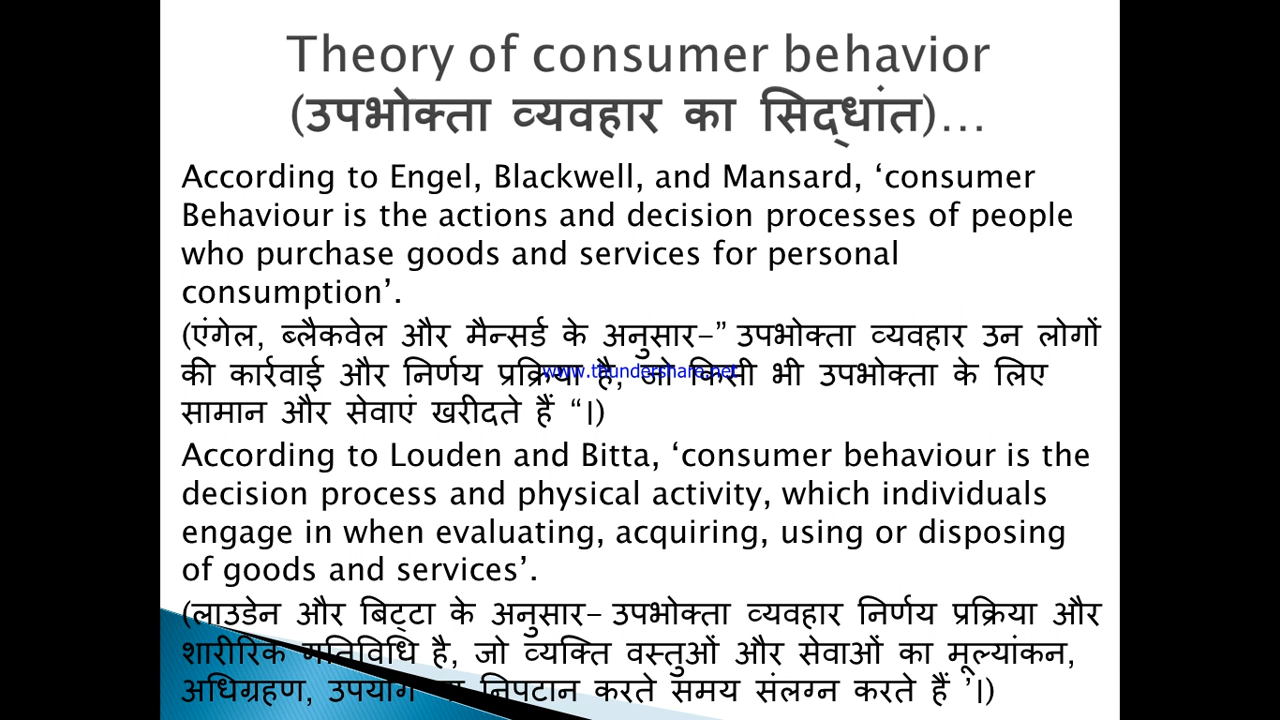 Theory of consumer behavior
(उपभोक्ता व्यवहार का सिद्धांत)...
According to Engel, Blackwell, and Mansard, ‘consumer
Behaviour is the actions and decision processes of people
who purchase goods and services for personal
consumption’.
(एंगेल, ब्लैकवेल और मैन्सर्ड के अनुसार–” उपभोक्ता व्यवहार उन लोगों
की कार्रवाई और निर्णय प्रक्रिया है, जो किसी भी उपभोक्ता के लिए
www.thundershare.net
सामान और सेवाएं खरीदते हैं “।)
According to Louden and Bitta, ‘consumer behaviour is the
decision process and physical activity, which individuals
engage in when evaluating, acquiring, using or disposing
of goods and services’.
(लाउडेन और बिट्टा के अनुसार– उपभोक्ता व्यवहार निर्णय प्रक्रिया और
शारीरिक गतिविधि है, जो व्यक्ति वस्तुओं और सेवाओं का मूल्यांकन,
अधिग्रहण, उपयोग निपटान करते समय संलग्न करते हैं ’।)